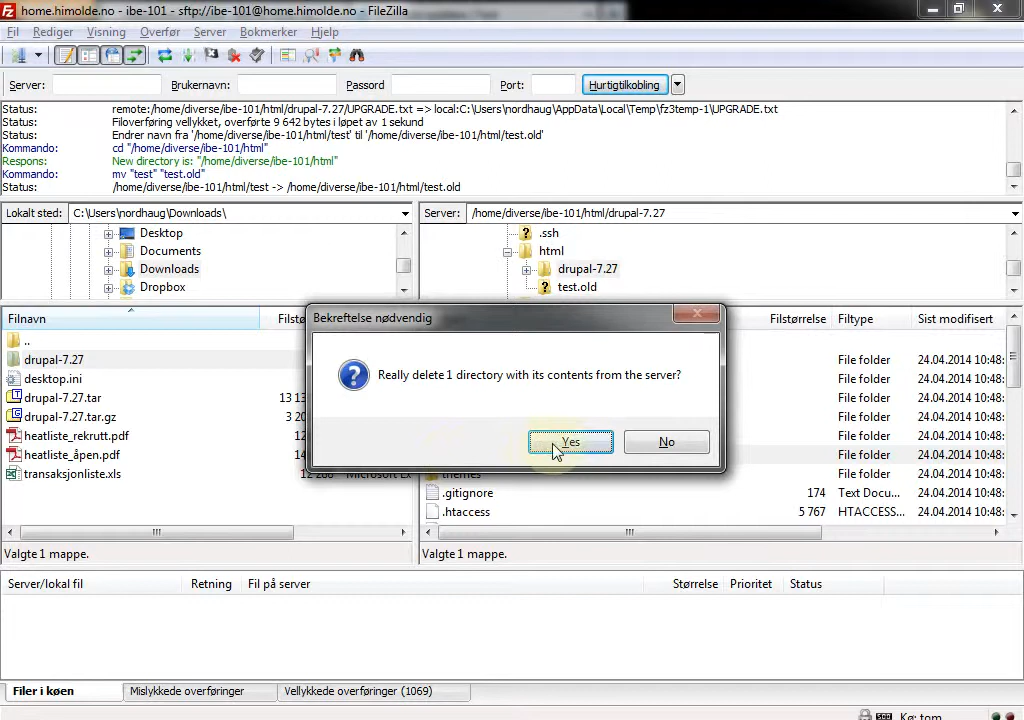 home.himolde.no - ibe-101 - sftp://ibe-101@home.himolde.no - FileZilla
Fil Rediger Visning Overfør Server Bokmerker Hjelp
Server: Brukernavn: Passord Port: Hurtigtilkobling
Status: remote:/home/diverse/ibe-101/html/drupal-7.27/UPGRADE.txt => local:C:\Users\nordhaug\AppData\Local\Temp\fz3temp-1\UPGRADE.txt
Status: Filoverføring vellykket, overførte 9 642 bytes i løpet av 1 second
Status: Endrer navn fra '/home/diverse/ibe-101/html/test' til '/home/diverse/ibe-101/html/test.old'
Kommando: cd "/home/diverse/ibe-101/html"
Respons: New directory is: "/home/diverse/ibe-101/html"
Kommando: mv "test" "test.old"
Status: /home/diverse/ibe-101/html/test -> /home/diverse/ibe-101/html/test.old
Lokalt sted: C:\Users\nordhaug\Downloads\
Desktop
Documents
Downloads
Dropbox
Server: /home/diverse/ibe-101/html/drupal-7.27
.ssh
html
drupal-7.27
test.old
Filnavn
..
drupal-7.27
desktop.ini
drupal-7.27.tar 13 13
drupal-7.27.tar.gz 3 20
heatliste_rekrutt.pdf
heatliste_åpen.pdf
transaksjonliste.xls
Valgte 1 mappe.
Bekreftelse nødvendig
Really delete 1 directory with its contents from the server?
Yes No
Filstørrelse Filtype Sist modifisert
File folder 24.04.2014 10:48:
File folder 24.04.2014 10:48:
File folder 24.04.2014 10:48:
File folder 24.04.2014 10:48:
File folder 24.04.2014 10:48:
File folder 24.04.2014 10:48:
themes File folder 24.04.2014 10:48:
.gitignore 174 Text Docu... 24.04.2014 10:48:
.htaccess 5 767 HTACCESS... 24.04.2014 10:48:
Valgte 1 mappe.
Server/lokal fil Retning Fil på server Størrelse Prioritet Status
Filer i køen Mislykkede overføringer Vellykkede overføringer (1069)
Kø: tom